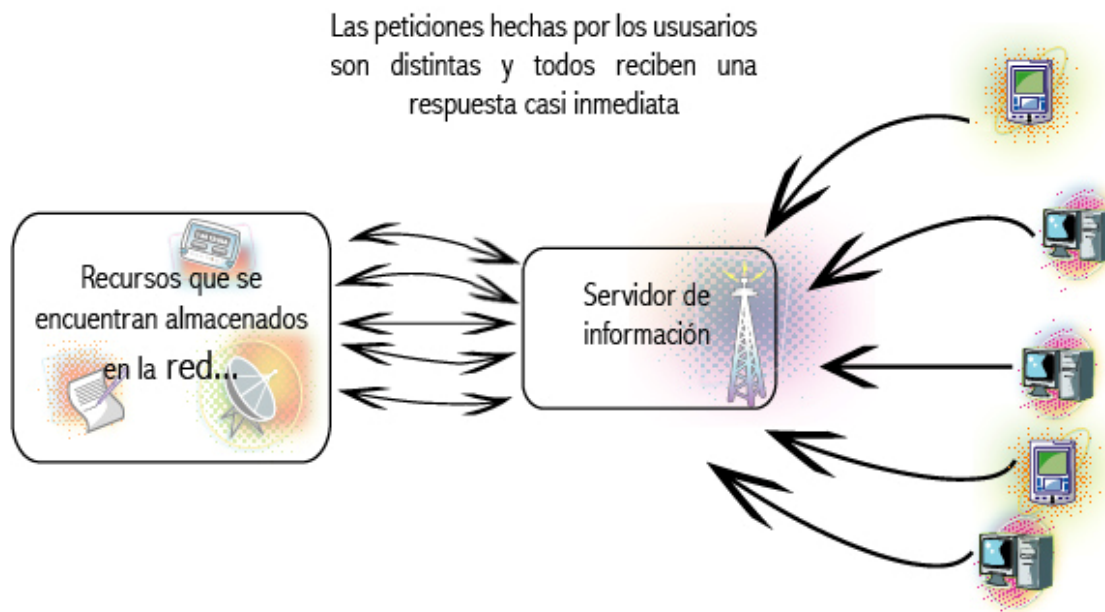 Las peticiones hechas por los ususarios
son distintas y todos reciben una
respuesta casi inmediata
Recursos que se
encuentran almacenados
en la red...
Servidor de
información